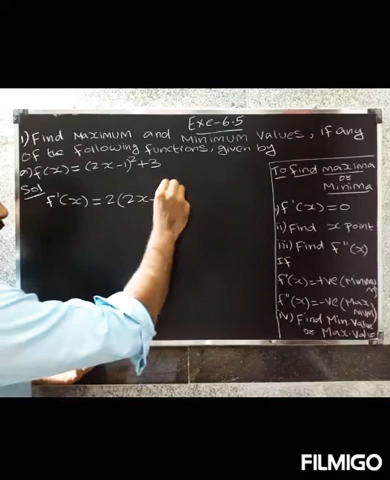 Exe-6.5
1) Find Maximum and Minimum values, if any
of the following functions, given by
a) f(x) = (2x-1)² + 3
Sol
f'(x) = 2(2x-
To find maxima
or
Minima
i) f'(x) = 0
ii) Find x point
iii) Find f''(x)
If
f''(x) = +ve (Minimum)
f''(x) = -ve (Maximum)
iv) Find Min. value
or Max. value
FILMIGO